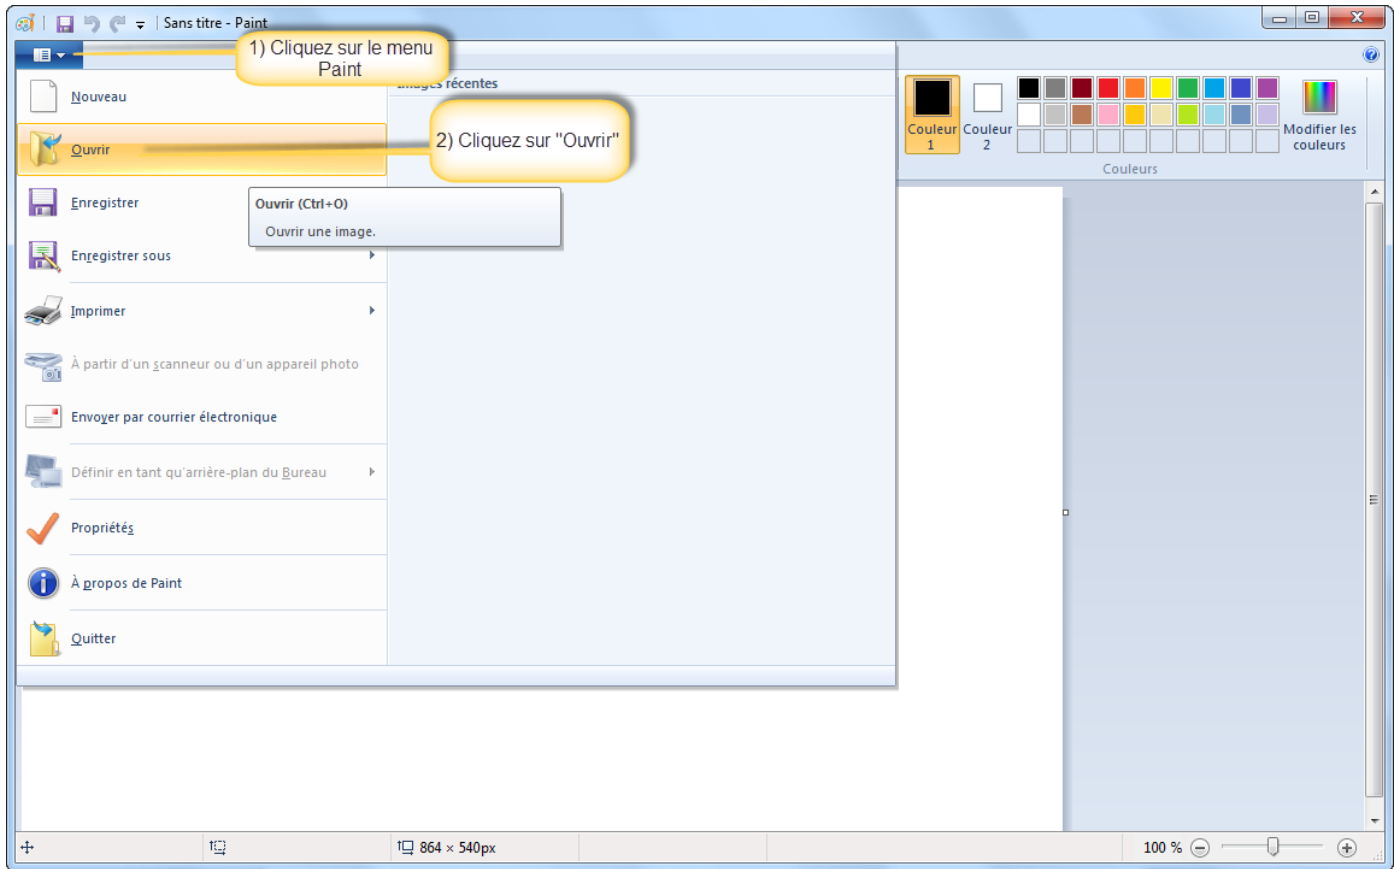 Sans titre - Paint
1) Cliquez sur le menu
Paint
Images récentes
Nouveau
Ouvrir
2) Cliquez sur "Ouvrir"
Enregistrer
Ouvrir (Ctrl+O)
Ouvrir une image.
Enregistrer sous
Imprimer
À partir d'un scanneur ou d'un appareil photo
Envoyer par courrier électronique
Définir en tant qu'arrière-plan du Bureau
Propriétés
À propos de Paint
Quitter
Couleur
1
Couleur
2
Modifier les
couleurs
Couleurs
864 × 540px
100 %